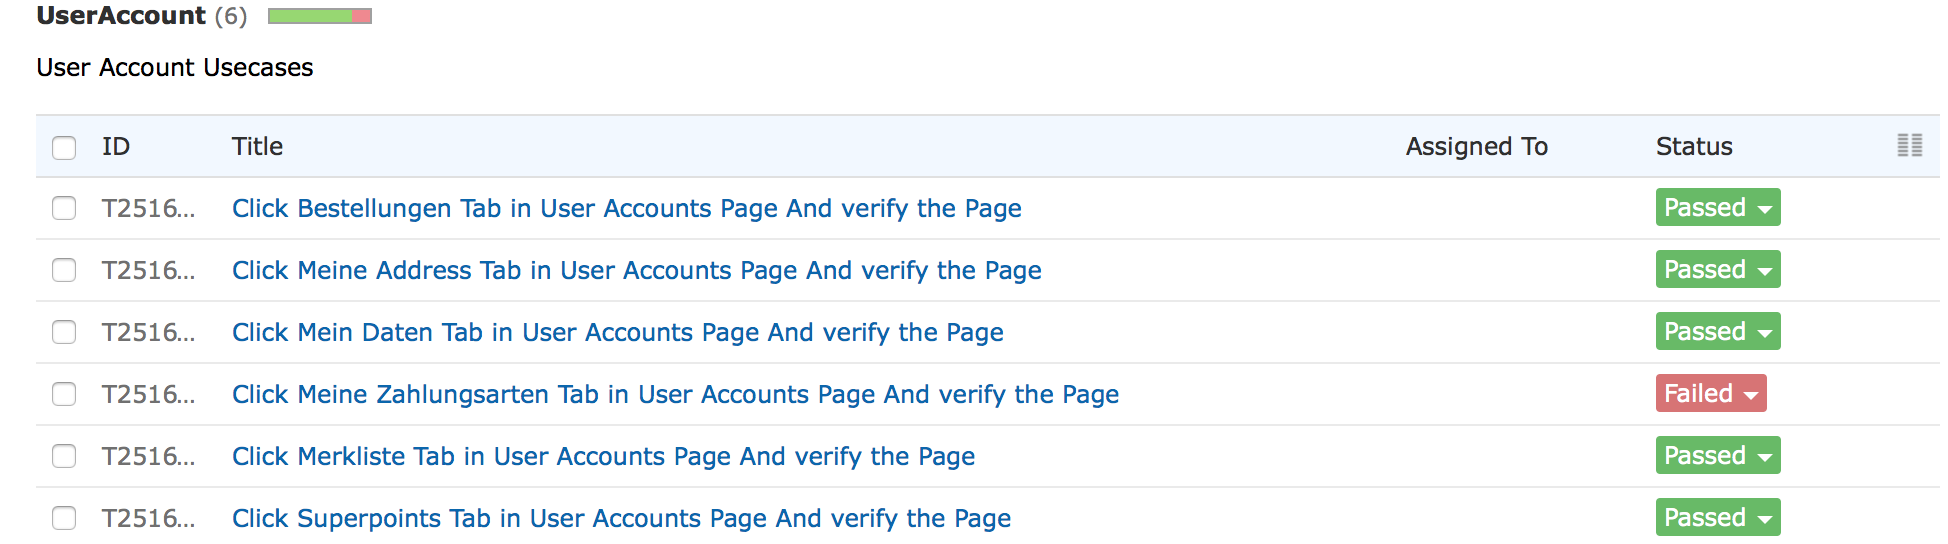 UserAccount (6)
User Account Usecases
ID Title Assigned To Status
T2516... Click Bestellungen Tab in User Accounts Page And verify the Page Passed
T2516... Click Meine Address Tab in User Accounts Page And verify the Page Passed
T2516... Click Mein Daten Tab in User Accounts Page And verify the Page Passed
T2516... Click Meine Zahlungsarten Tab in User Accounts Page And verify the Page Failed
T2516... Click Merkliste Tab in User Accounts Page And verify the Page Passed
T2516... Click Superpoints Tab in User Accounts Page And verify the Page Passed